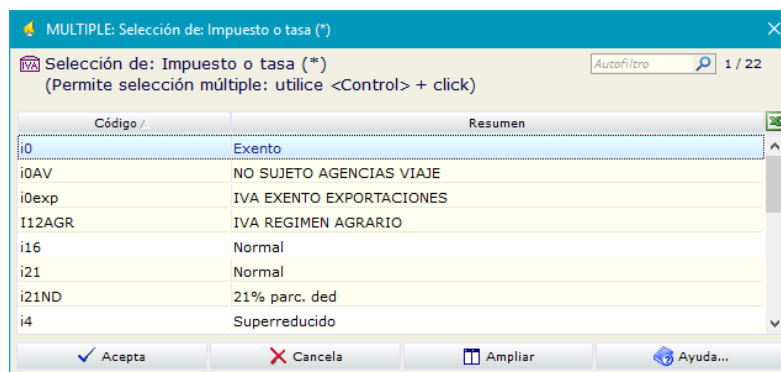 MULTIPLE: Selección de: Impuesto o tasa (*)
IVA Selección de: Impuesto o tasa (*)
(Permite selección múltiple: utilice <Control> + click)
Autofiltro 1 / 22
Código Resumen
i0 Exento
i0AV NO SUJETO AGENCIAS VIAJE
i0exp IVA EXENTO EXPORTACIONES
I12AGR IVA REGIMEN AGRARIO
i16 Normal
i21 Normal
i21ND 21% parc. ded
i4 Superreducido
Acepta Cancela Ampliar Ayuda...